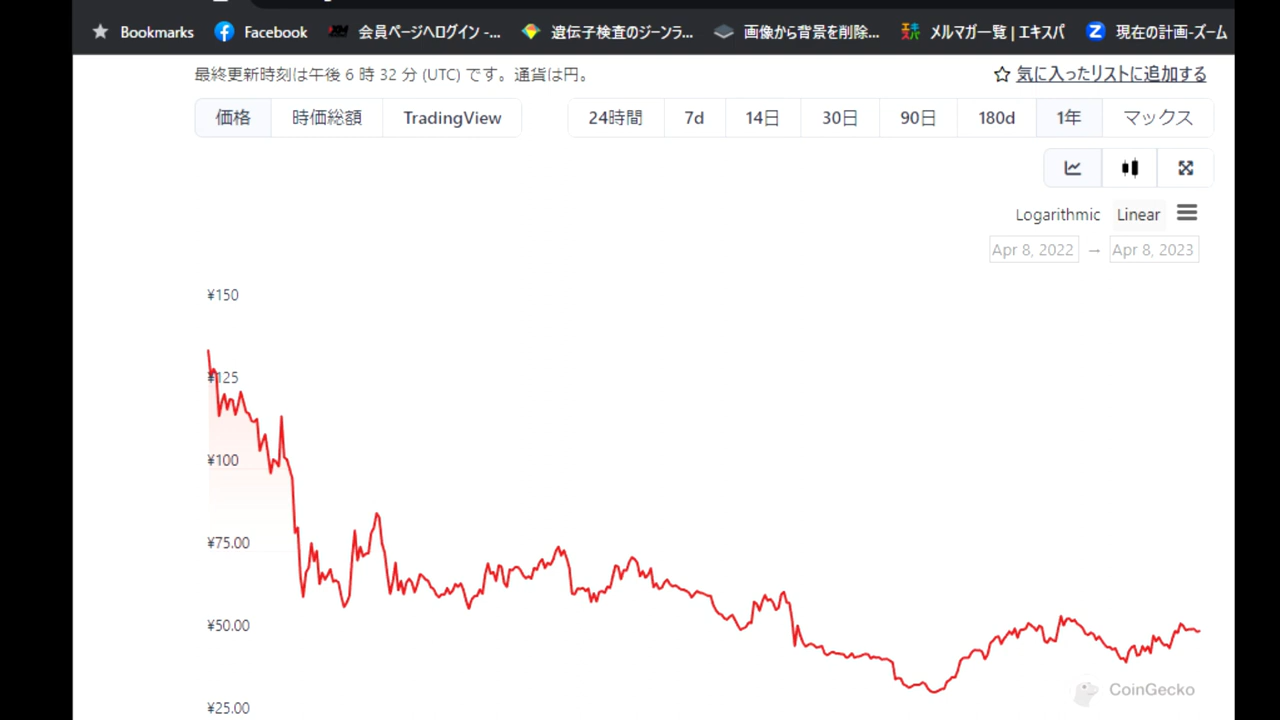 Bookmarks Facebook 会員ページへログイン -... 遺伝子検査のジーンラ... 画像から背景を削除... メルマガ一覧 | エキスパ 現在の計画-ズーム
最終更新時刻は午後 6 時 32 分 (UTC) です。通貨は円。 気に入ったリストに追加する
価格 時価総額 TradingView 24時間 7d 14日 30日 90日 180d 1年 マックス
Logarithmic Linear
Apr 8, 2022 → Apr 8, 2023
¥150
¥125
¥100
¥75.00
¥50.00
CoinGecko
¥25.00